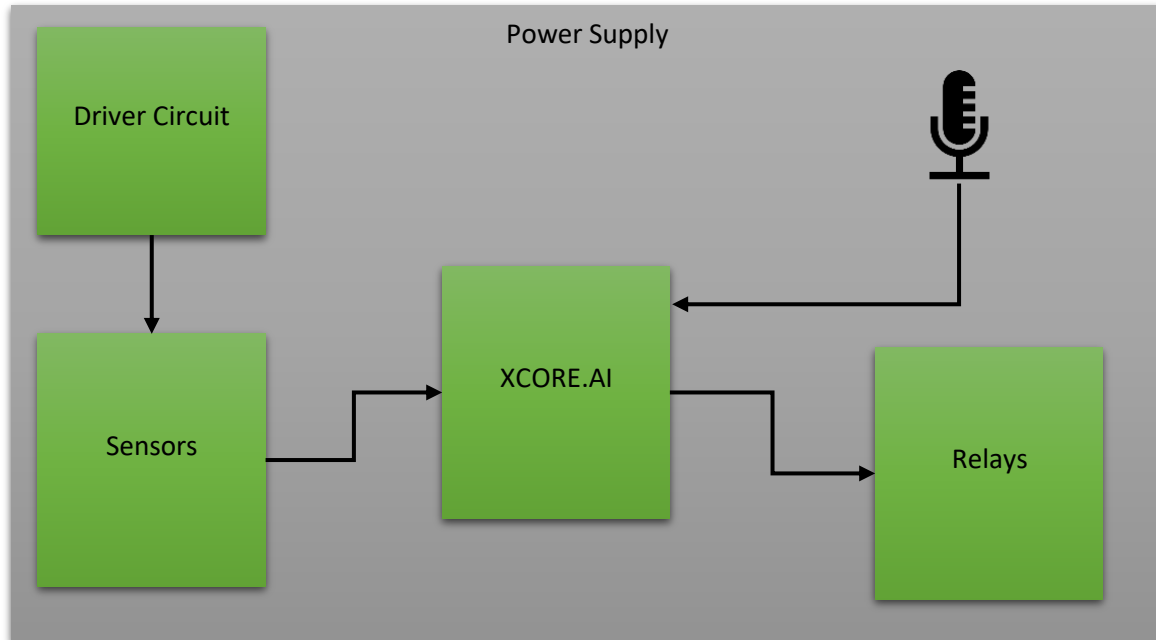 Power Supply
Driver Circuit
XCORE.AI
Sensors
Relays